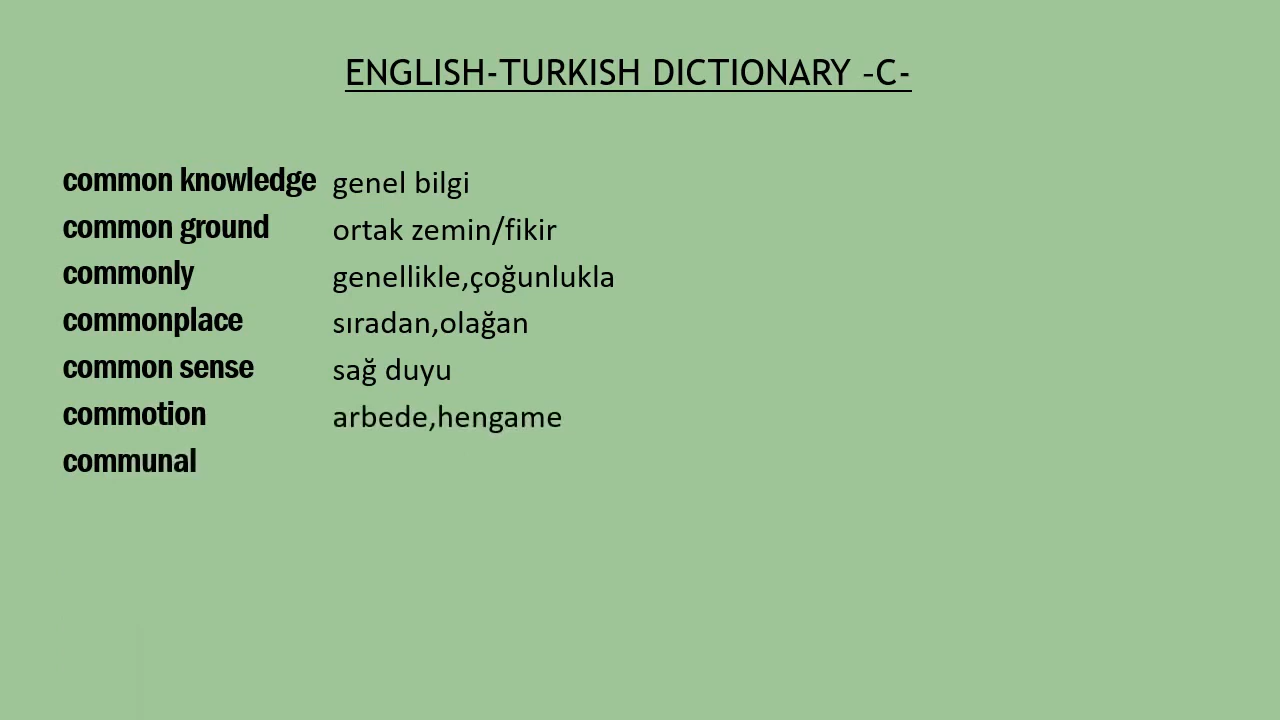 ENGLISH-TURKISH DICTIONARY –C-
common knowledge genel bilgi
common ground ortak zemin/fikir
commonly genellikle,çoğunlukla
commonplace sıradan,olağan
common sense sağ duyu
commotion arbede,hengame
communal